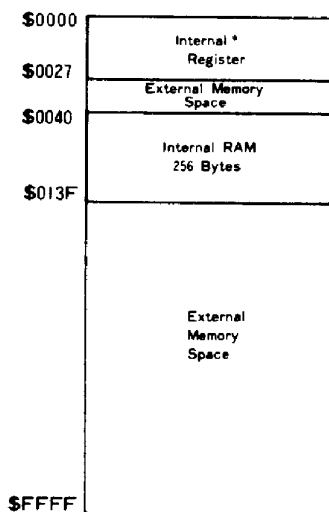 $0000
Internal *
Register
$0027
External Memory
Space
$0040
Internal RAM
256 Bytes
$013F
External
Memory
Space
$FFFF